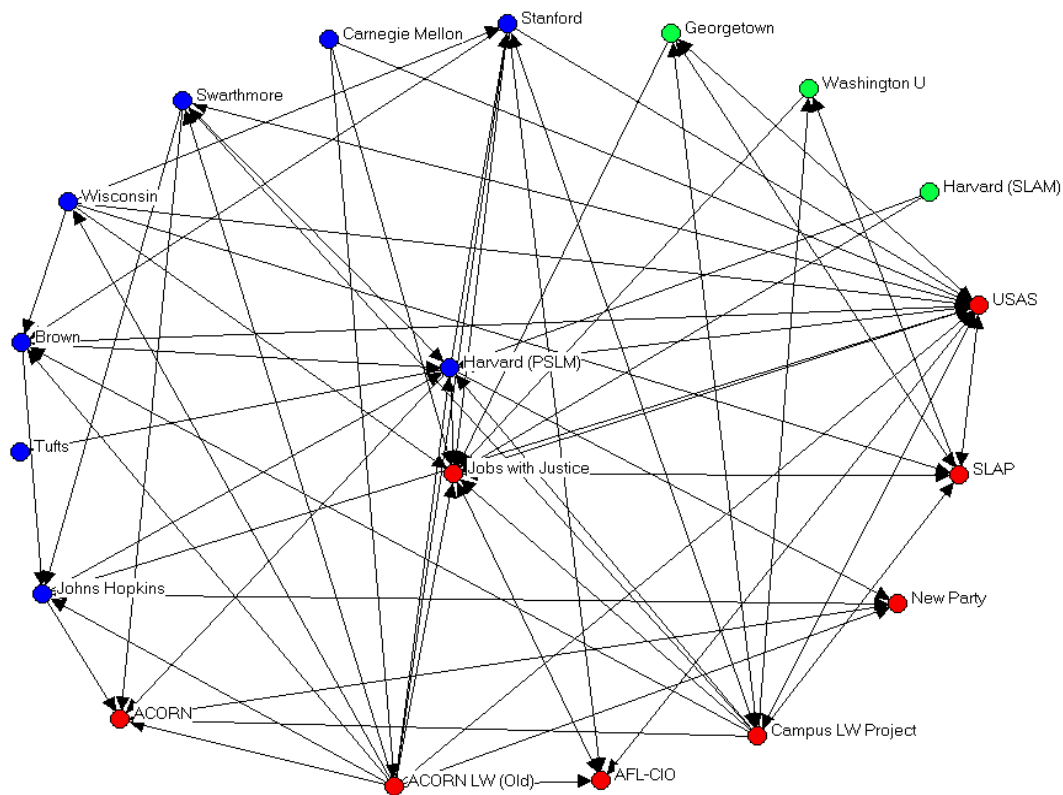 Stanford
Georgetown
Carnegie Mellon
Washington U
Swarthmore
Harvard (SLAM)
Wisconsin
USAS
Brown
Harvard (PSLM)
Tufts
Jobs with Justice
SLAP
Johns Hopkins
New Party
ACORN
Campus LW Project
ACORN LW (Old)
AFL-CIO